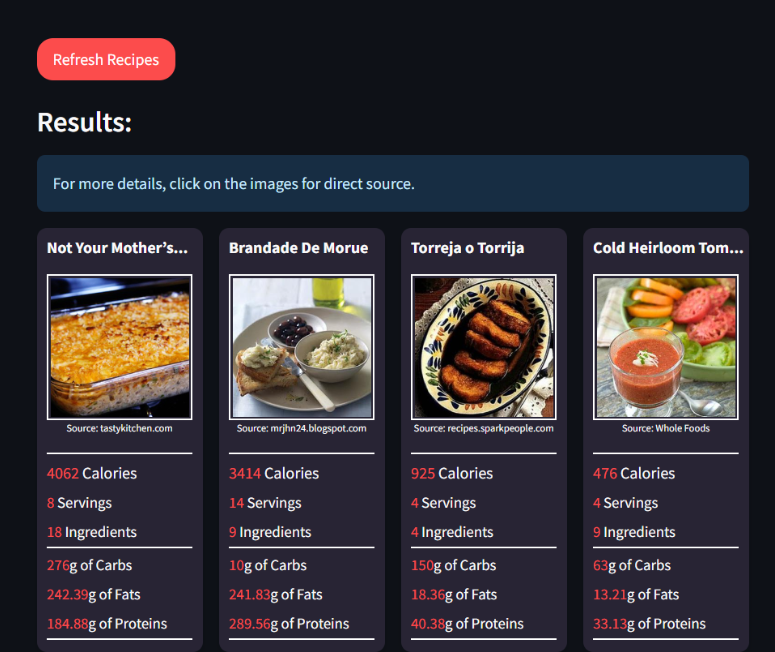 Refresh Recipes
Results:
For more details, click on the images for direct source.
Not Your Mother's...
Source: tastykitchen.com
4062 Calories
8 Servings
18 Ingredients
276g of Carbs
242.39g of Fats
184.88g of Proteins
Brandade De Morue
Source: mrjhn24.blogspot.com
3414 Calories
14 Servings
9 Ingredients
10g of Carbs
241.83g of Fats
289.56g of Proteins
Torreja o Torrija
Source: recipes.sparkpeople.com
925 Calories
4 Servings
4 Ingredients
150g of Carbs
18.36g of Fats
40.38g of Proteins
Cold Heirloom Tom...
Source: Whole Foods
476 Calories
4 Servings
9 Ingredients
63g of Carbs
13.21g of Fats
33.13g of Proteins